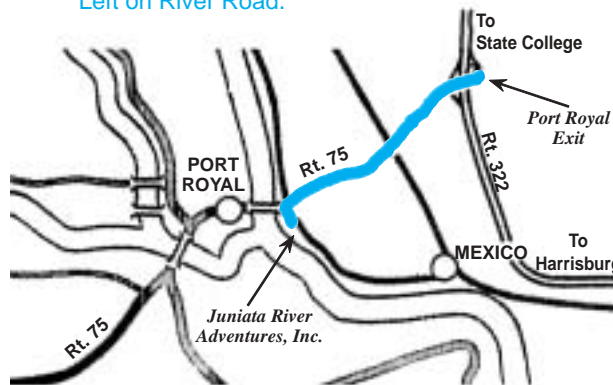 Left on River Road.
To
State College
Port Royal
Exit
Rt. 75
Rt. 322
PORT
ROYAL
MEXICO
To
Harrisburg
Juniata River
Adventures, Inc.
Rt. 75